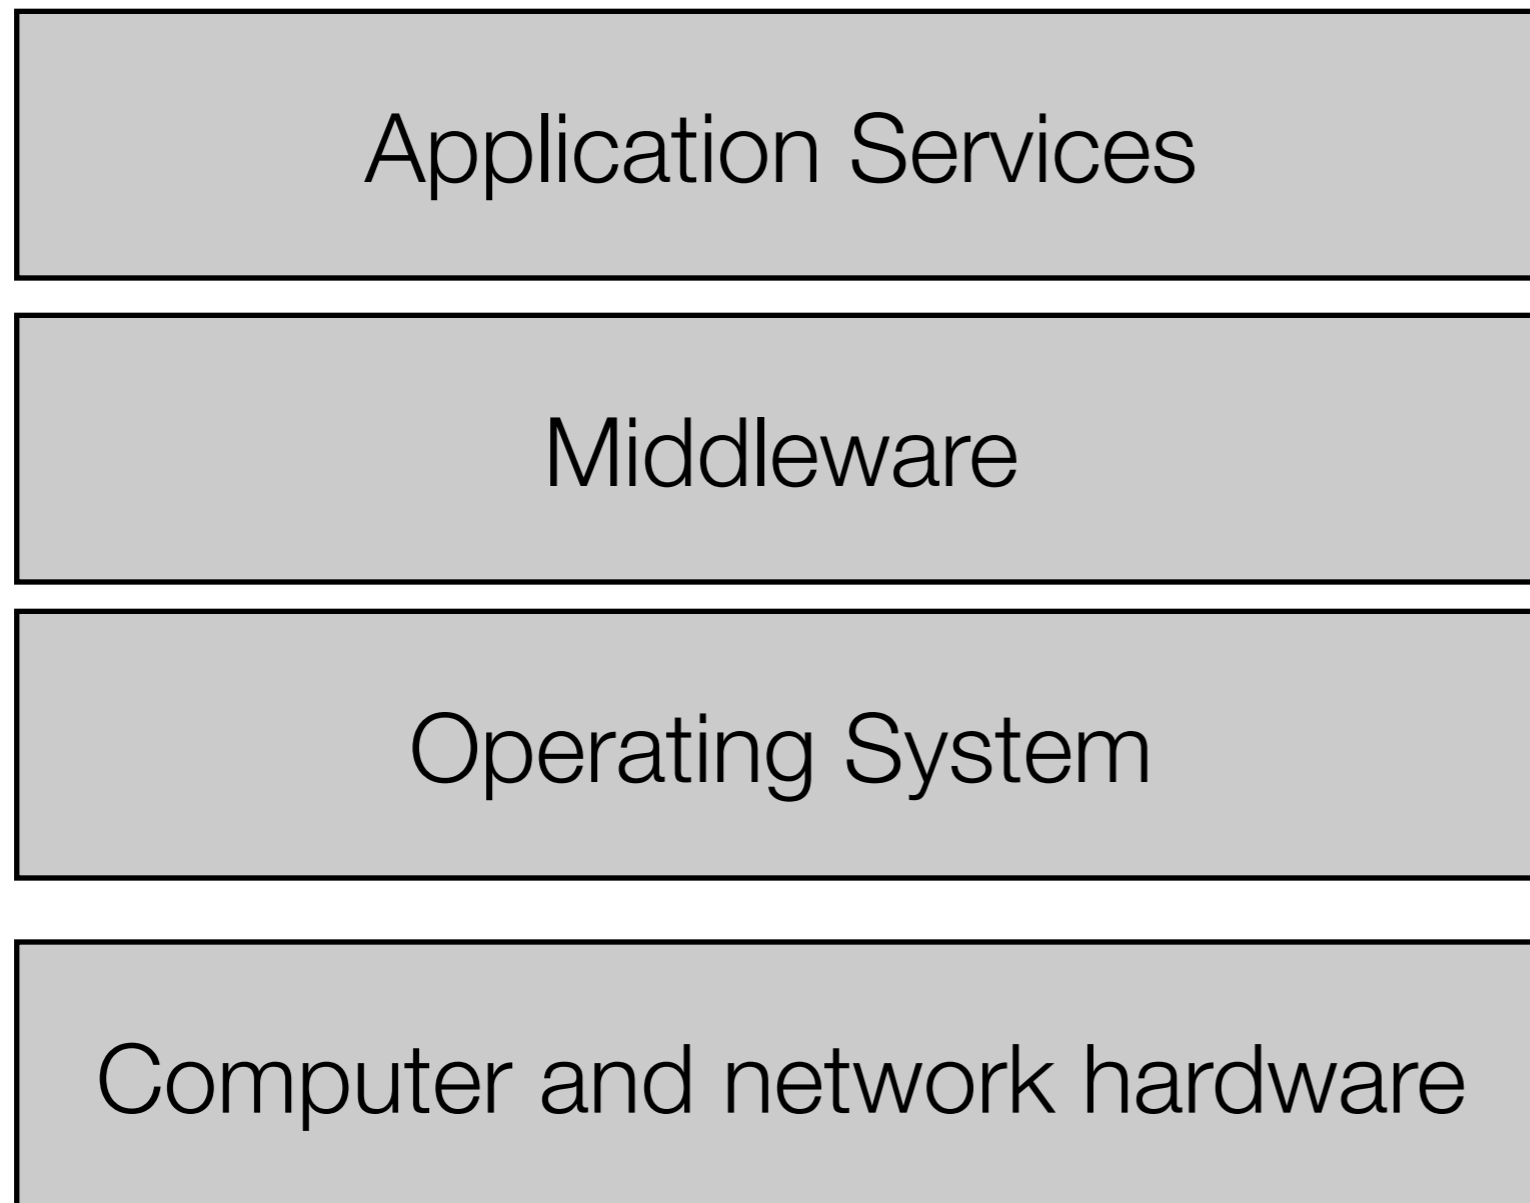 Application Services
Middleware
Operating System
Computer and network hardware